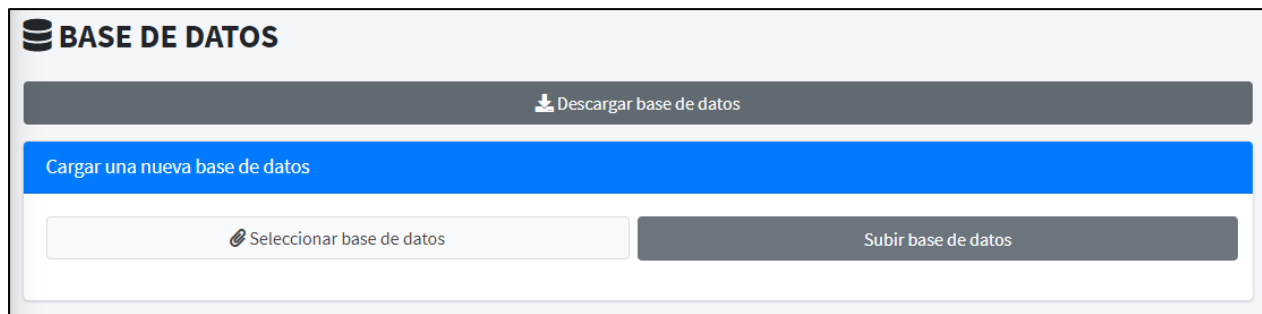 BASE DE DATOS
Descargar base de datos
Cargar una nueva base de datos
Seleccionar base de datos
Subir base de datos